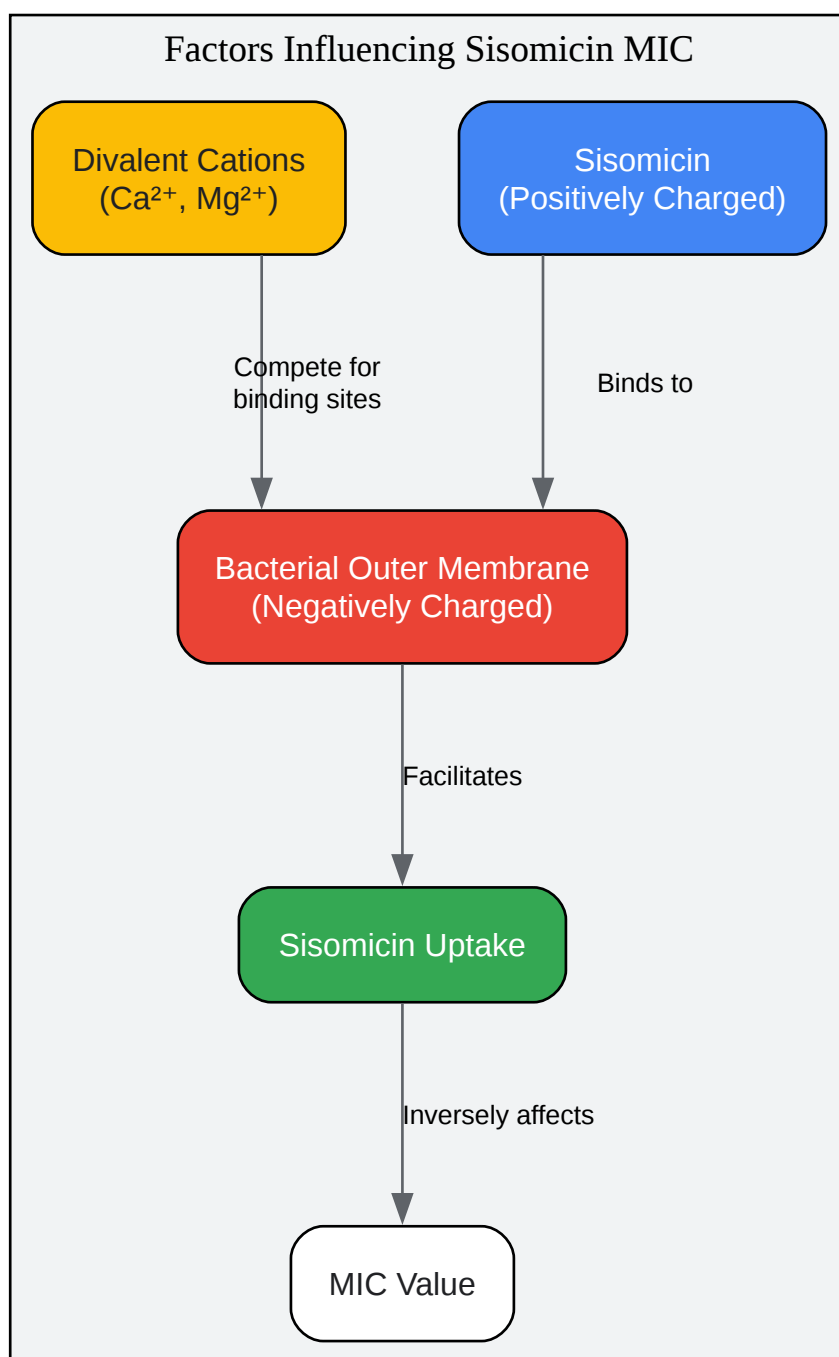 Factors Influencing Sisomicin MIC
Divalent Cations
(Ca²⁺, Mg²⁺)
Sisomicin
(Positively Charged)
Compete for
binding sites
Binds to
Bacterial Outer Membrane
(Negatively Charged)
Facilitates
Sisomicin Uptake
Inversely affects
MIC Value